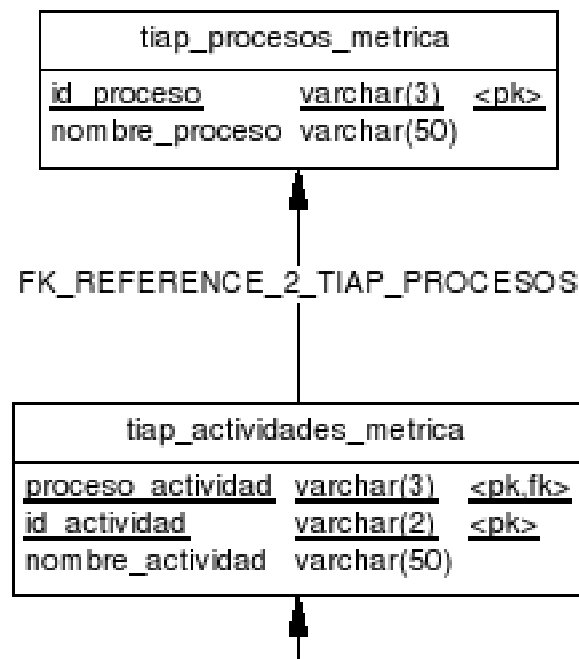 tiap_procesos_metrica
id_proceso varchar(3) <pk>
nombre_proceso varchar(50)
FK_REFERENCE_2_TIAP_PROCESOS
tiap_actividades_metrica
proceso_actividad varchar(3) <pk,fk>
id_actividad varchar(2) <pk>
nombre_actividad varchar(50)